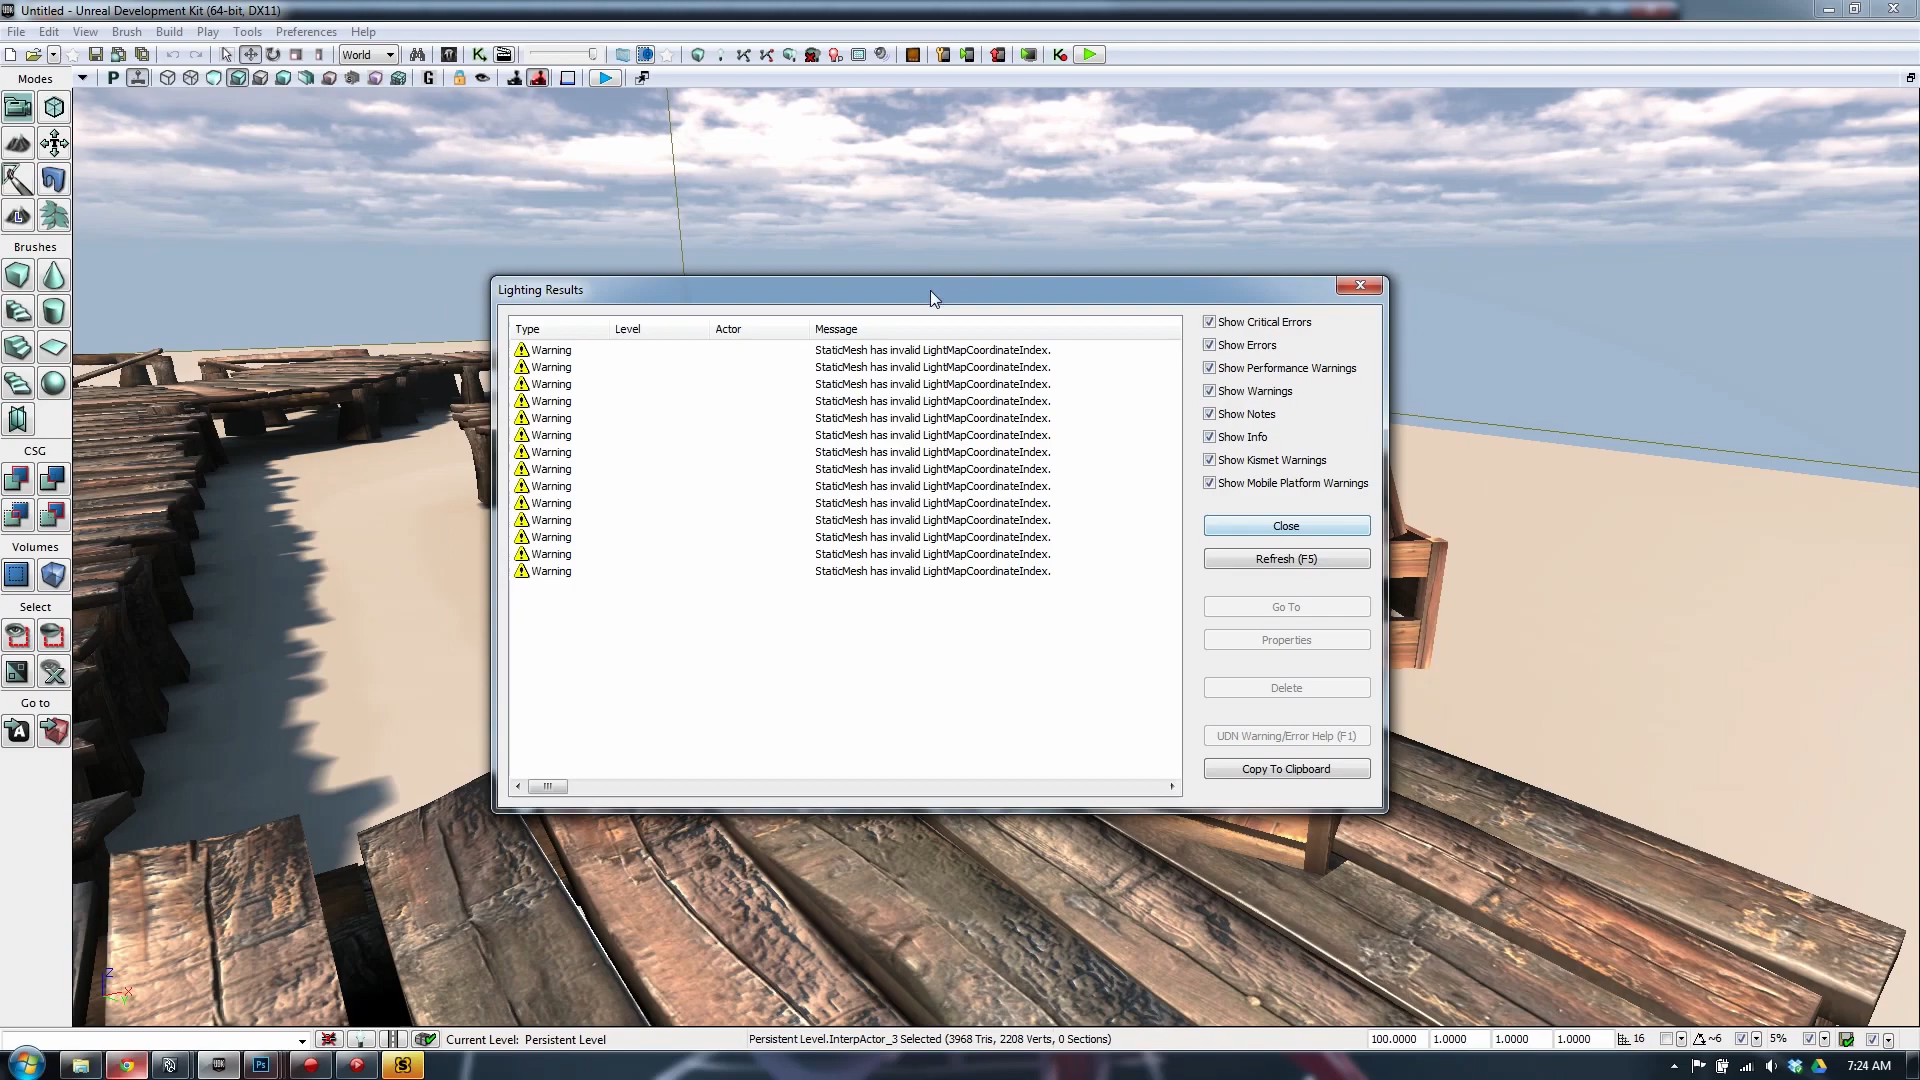 Untitled - Unreal Development Kit (64-bit, DX11)
File Edit View Brush Build Play Tools Preferences Help
World
Modes
P
G
Brushes
CSG
Volumes
Select
Go to
Lighting Results
Type Level Actor Message
Warning StaticMesh has invalid LightMapCoordinateIndex.
Warning StaticMesh has invalid LightMapCoordinateIndex.
Warning StaticMesh has invalid LightMapCoordinateIndex.
Warning StaticMesh has invalid LightMapCoordinateIndex.
Warning StaticMesh has invalid LightMapCoordinateIndex.
Warning StaticMesh has invalid LightMapCoordinateIndex.
Warning StaticMesh has invalid LightMapCoordinateIndex.
Warning StaticMesh has invalid LightMapCoordinateIndex.
Warning StaticMesh has invalid LightMapCoordinateIndex.
Warning StaticMesh has invalid LightMapCoordinateIndex.
Warning StaticMesh has invalid LightMapCoordinateIndex.
Warning StaticMesh has invalid LightMapCoordinateIndex.
Warning StaticMesh has invalid LightMapCoordinateIndex.
Warning StaticMesh has invalid LightMapCoordinateIndex.
Show Critical Errors
Show Errors
Show Performance Warnings
Show Warnings
Show Notes
Show Info
Show Kismet Warnings
Show Mobile Platform Warnings
Close
Refresh (F5)
Go To
Properties
Delete
UDN Warning/Error Help (F1)
Copy To Clipboard
Z
X
Y
Current Level: Persistent Level
Persistent Level.InterpActor_3 Selected (3968 Tris, 2208 Verts, 0 Sections)
100.0000 1.0000 1.0000 1.0000 16 ~6 5%
Ps
7:24 AM